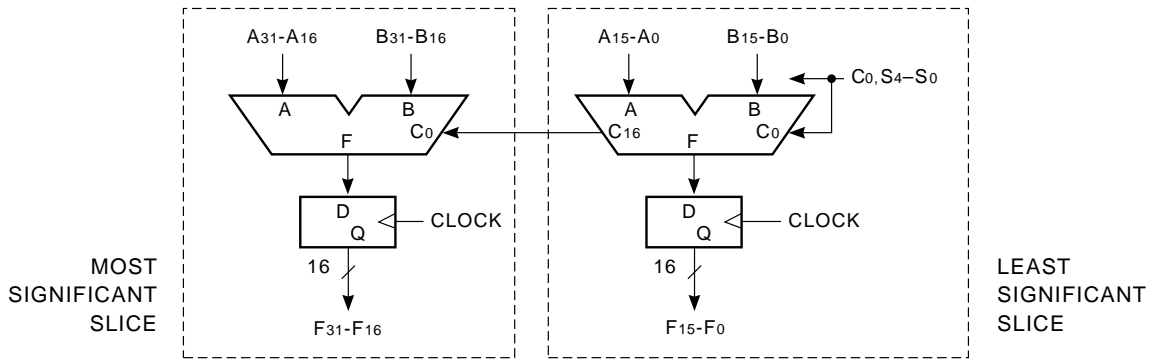 A31-A16 B31-B16 A15-A0 B15-B0
C0, S4–S0
A B A B
C0 C16 C0
F F
D D
Q CLOCK Q CLOCK
16 16
MOST
SIGNIFICANT
SLICE
LEAST
SIGNIFICANT
SLICE
F31-F16 F15-F0